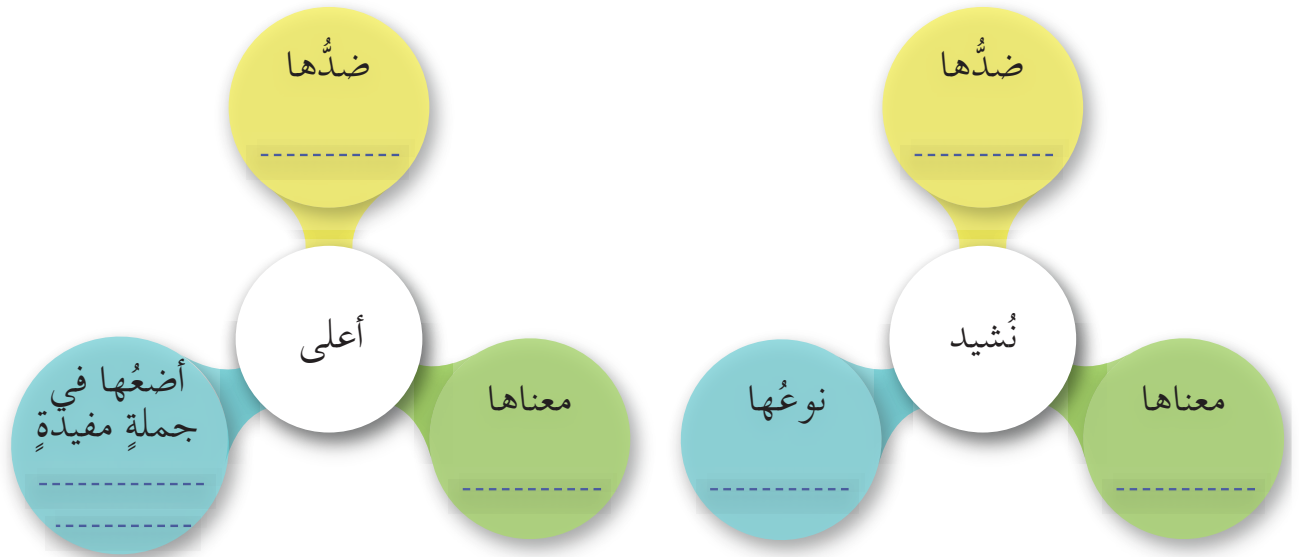 ضدُّها
نُشيد
معناها
نوعُها
ضدُّها
أعلى
معناها
أضعُها في
جملةٍ مفيدةٍ